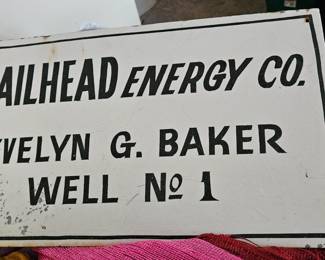 AILHEAD ENERGY CO.
VELYN G. BAKER
WELL No 1